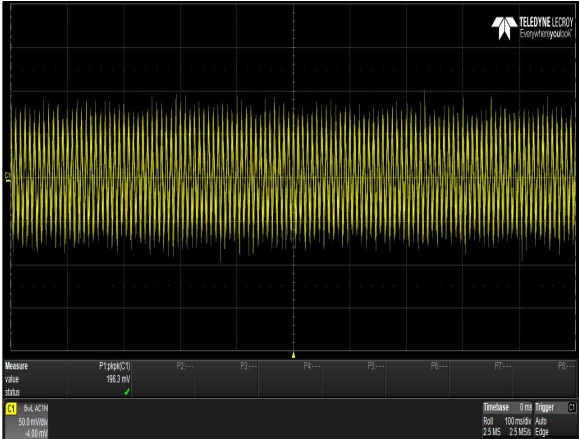 TELEDYNE LECROY
Everywhereyoulook™
C1
Measure P1:pkpk(C1) P2:--- P3:--- P4:--- P5:--- P6:--- P7:--- P8:---
value 196.3 mV
status ✓
C1 BwL AC1M
50.0 mV/div
-4.00 mV
Timebase 0 ms
Roll 100 ms/div
2.5 MS 2.5 MS/s
Trigger C1
Auto
Edge